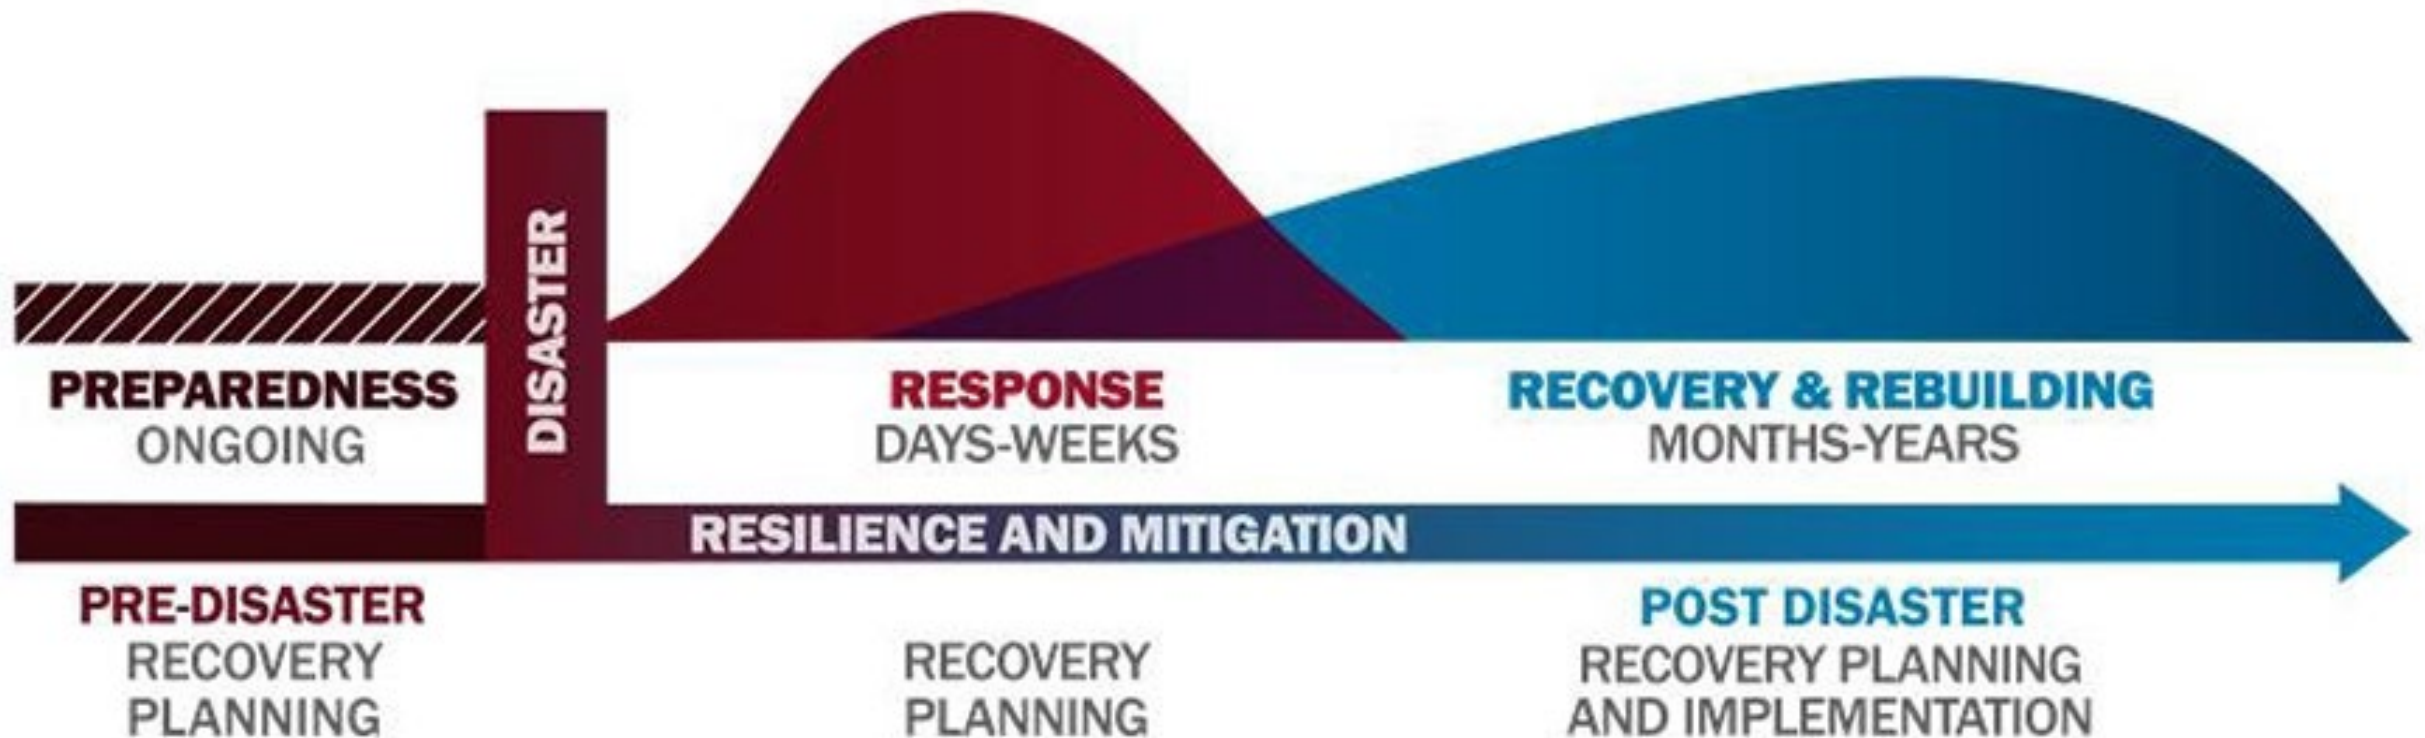 DISASTER
PREPAREDNESS
ONGOING
RESPONSE
DAYS-WEEKS
RECOVERY & REBUILDING
MONTHS-YEARS
RESILIENCE AND MITIGATION
PRE-DISASTER
RECOVERY
PLANNING
RECOVERY
PLANNING
POST DISASTER
RECOVERY PLANNING
AND IMPLEMENTATION